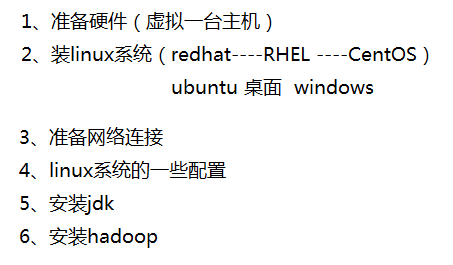 1、准备硬件（虚拟一台主机）
2、装linux系统（redhat----RHEL ----CentOS）
ubuntu 桌面  windows
3、准备网络连接
4、linux系统的一些配置
5、安装jdk
6、安装hadoop